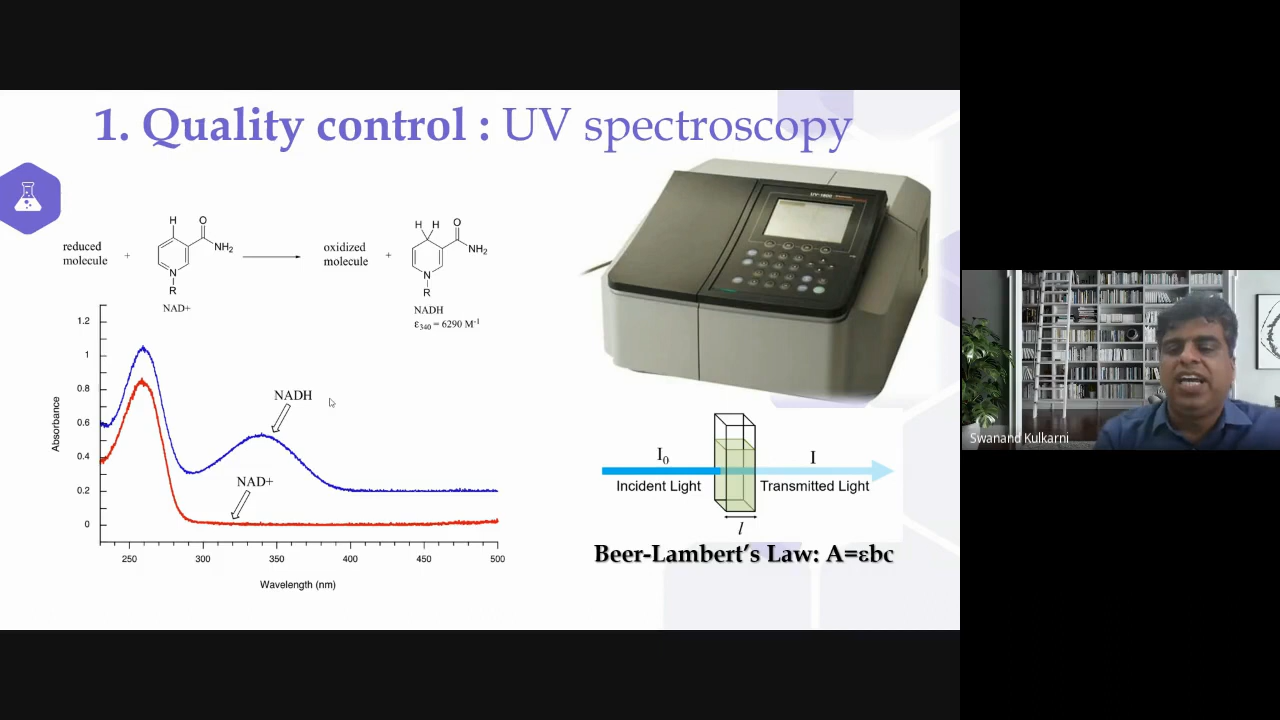 1. Quality control : UV spectroscopy
reduced
molecule
+
H
O
NH2
N
R
NAD+
oxidized
molecule
+
H H
O
NH2
N
R
NADH
ε340 = 6290 M-1
1.2
1
0.8
0.6
0.4
0.2
0
Absorbance
NADH
NAD+
250 300 350 400 450 500
Wavelength (nm)
I0
I
Incident Light
Transmitted Light
l
Beer-Lambert's Law: A=εbc
Swanand Kulkarni